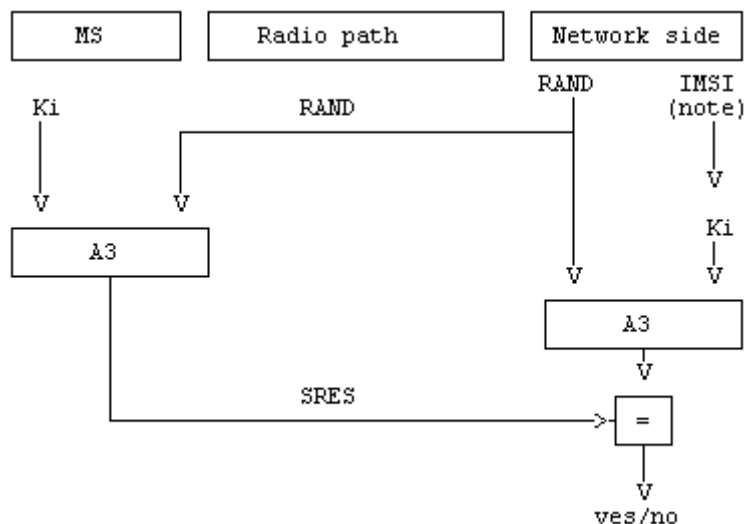 MS
Radio path
Network side
RAND
IMSI
Ki
RAND
(note)
Ki
A3
A3
SRES
=
yes/no